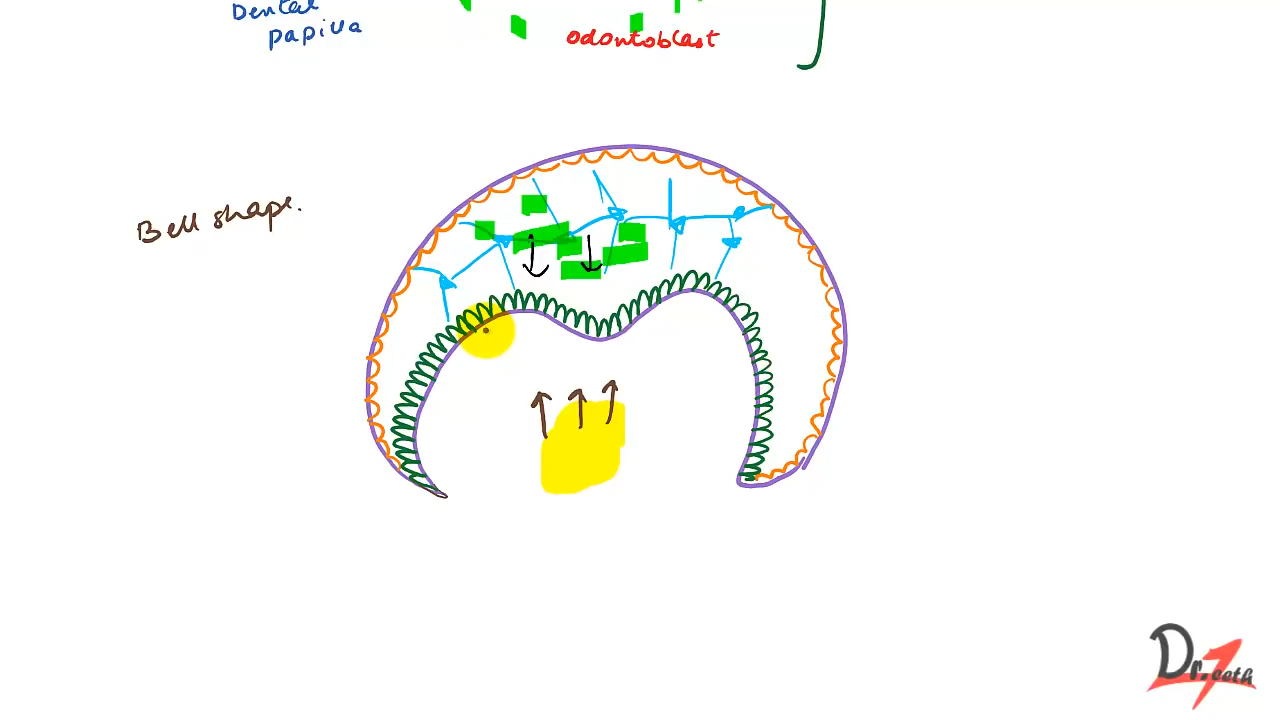 Dental
papilla
odontoblast
Bell shape.
Dr.teeth